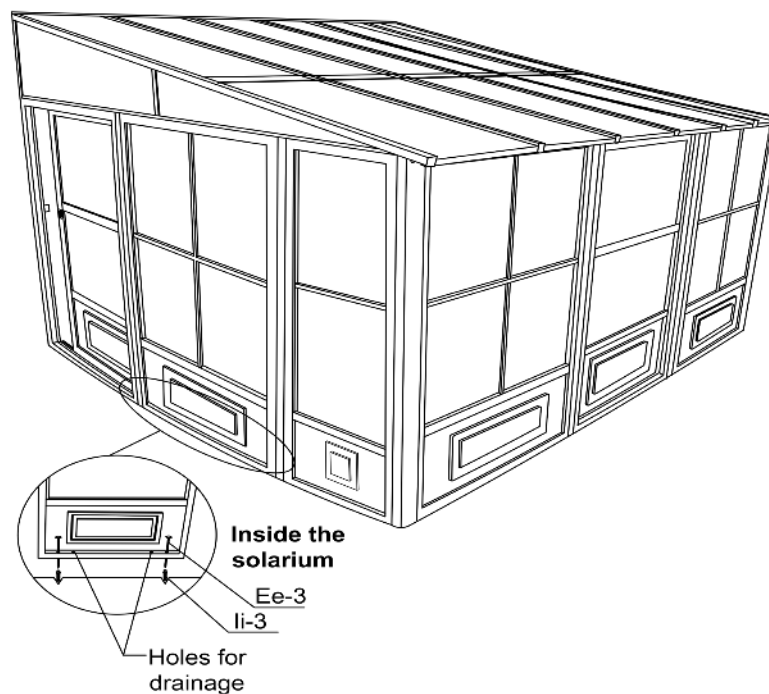 Inside the
solarium
Ee-3
Ii-3
Holes for
drainage